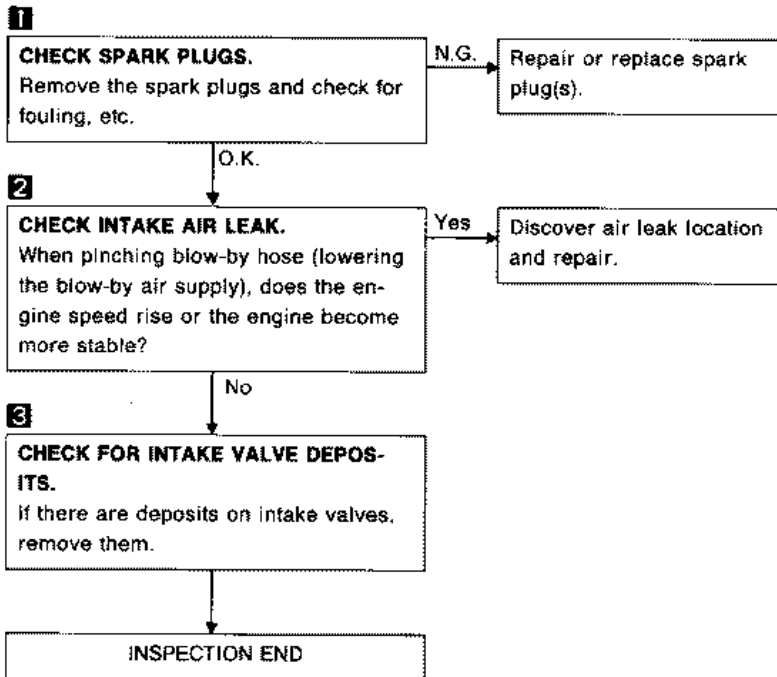 1
CHECK SPARK PLUGS.
Remove the spark plugs and check for
fouling, etc.
N.G.
Repair or replace spark
plug(s).
O.K.
2
CHECK INTAKE AIR LEAK.
When pinching blow-by hose (lowering
the blow-by air supply), does the en-
gine speed rise or the engine become
more stable?
Yes
Discover air leak location
and repair.
No
3
CHECK FOR INTAKE VALVE DEPOS-
ITS.
If there are deposits on intake valves,
remove them.
INSPECTION END